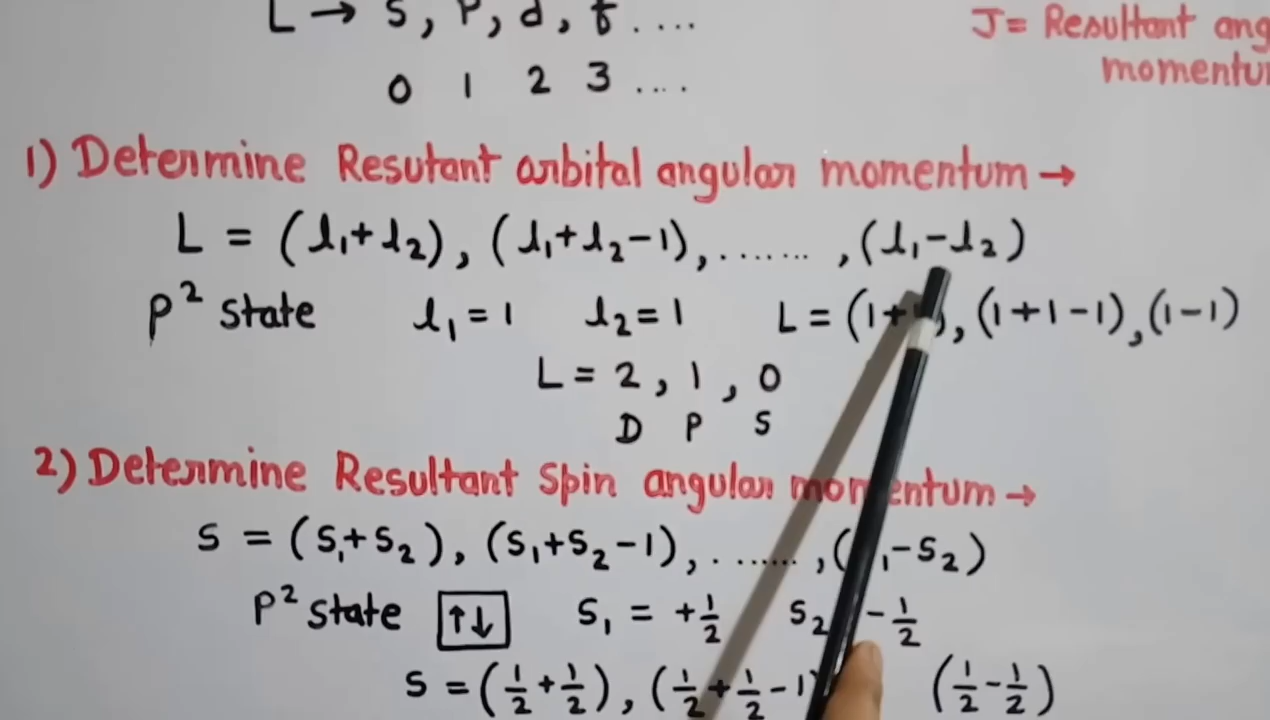 L → s, p, d, f ....
0 1 2 3 ....
J = Resultant ang
momentu
1) Determine Resutant orbital angular momentum →
L = (l₁+l₂), (l₁+l₂-1), ......., (l₁-l₂)
P² state l₁ = 1 l₂ = 1 L = (1+ ), (1+1-1), (1-1)
L = 2, 1, 0
D P S
2) Determine Resultant Spin angular momentum →
S = (s₁+s₂), (s₁+s₂-1), ......., ( ₁-s₂)
P² state ↑↓ s₁ = +1/2 s₂ -1/2
S = (1/2+1/2), (1/2+1/2-1 (1/2-1/2)